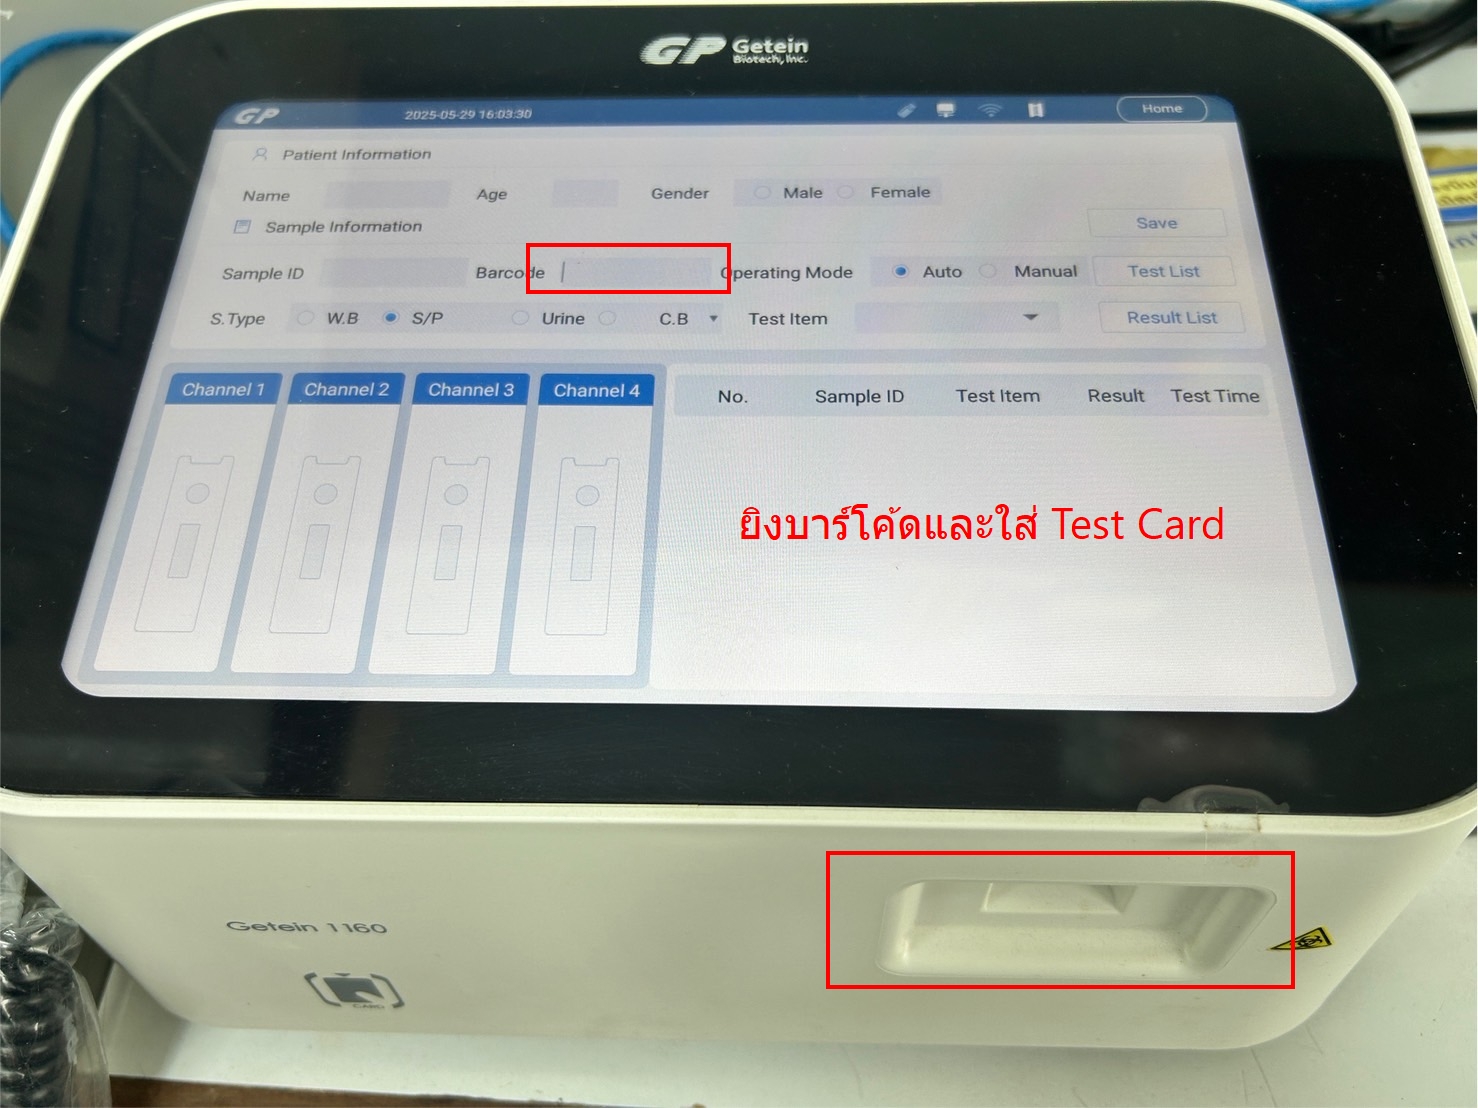 GP Getein
Biotech, Inc.
GP 2025-05-29 16:03:30 Home
Patient Information
Name Age Gender Male Female
Sample Information Save
Sample ID Barcode Operating Mode Auto Manual Test List
S.Type W.B S/P Urine C.B Test Item Result List
Channel 1 Channel 2 Channel 3 Channel 4
No. Sample ID Test Item Result Test Time
ยิงบาร์โค้ดและใส่ Test Card
Getein 1160
CARD